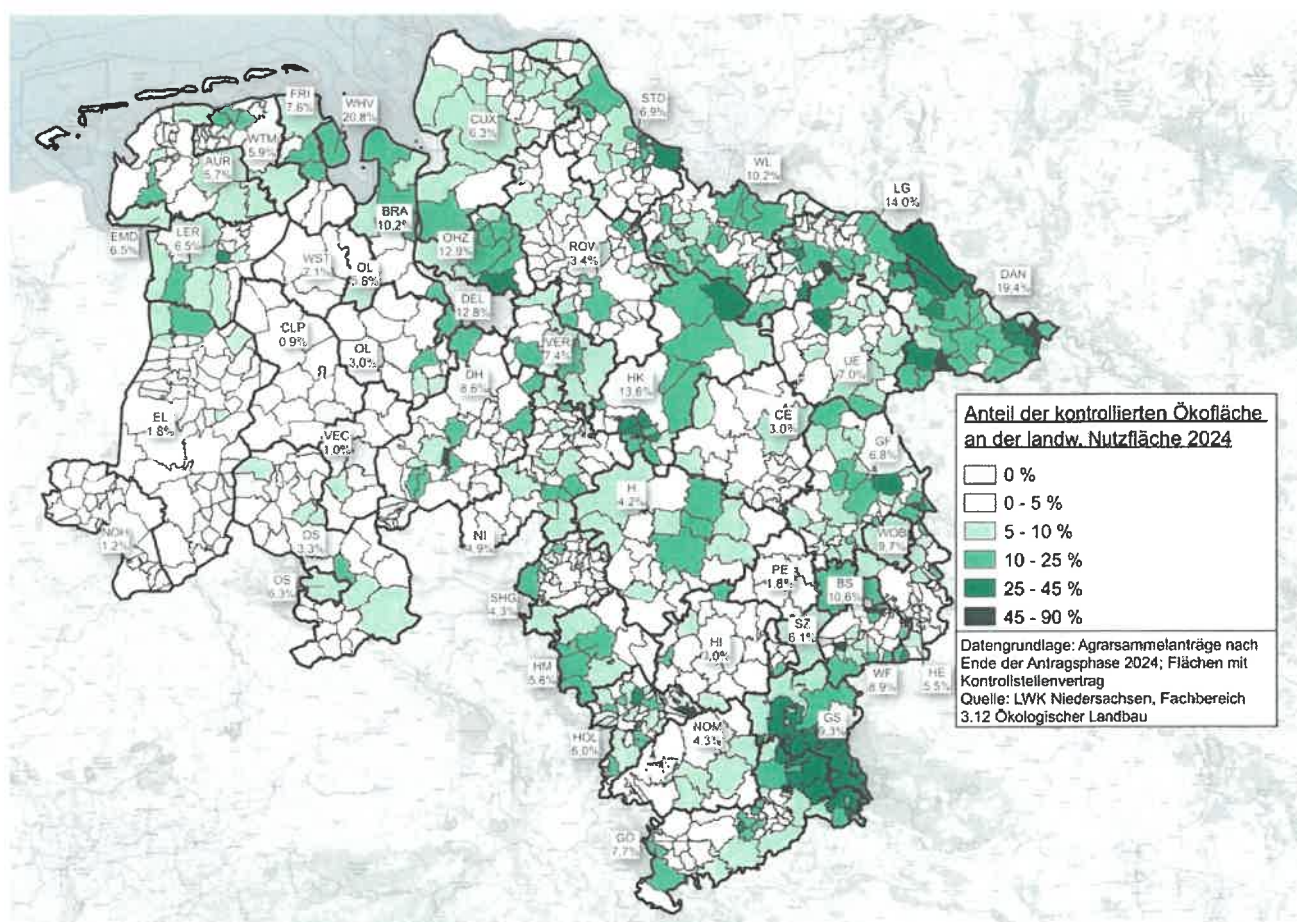 FRI
7.6%
WHV
20.8%
STD
6.9%
CUX
6.3%
WTM
5.9%
AUR
5.7%
WL
10.2%
LG
14.0%
BRA
10.2%
EMD
6.5%
LER
6.5%
OHZ
12.9%
ROV
3.4%
WST
OL
DAN
19.4%
DEL
12.8%
CLP
0.9%
OL
3.0%
VER
7.4%
DH
8.6%
HK
13.6%
UE
7.0%
EL
1.8%
CE
3.0%
VEC
1.0%
GF
6.8%
H
4.2%
NOH
1.2%
OS
3.3%
NI
4.9%
WOB
9.7%
PE
1.8%
BS
10.6%
OS
6.3%
SHG
4.3%
SZ
6.1%
HI
HM
WF
8.9%
HE
5.5%
NOM
4.3%
GS
9.3%
HOL
GÖ
7.7%
Anteil der kontrollierten Ökofläche
an der landw. Nutzfläche 2024
0 %
0 - 5 %
5 - 10 %
10 - 25 %
25 - 45 %
45 - 90 %
Datengrundlage: Agrarsammelanträge nach
Ende der Antragsphase 2024; Flächen mit
Kontrollstellenvertrag
Quelle: LWK Niedersachsen, Fachbereich
3.12 Ökologischer Landbau